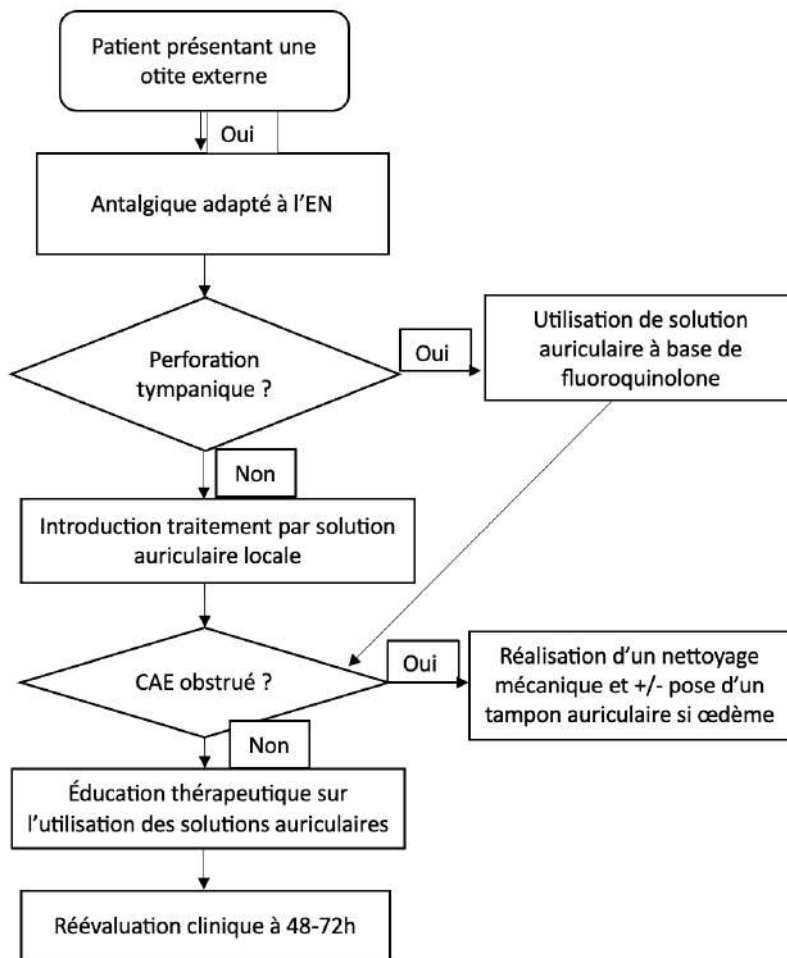 Patient présentant une
otite externe
Oui
Antalgique adapté à l'EN
Perforation
tympanique ?
Oui
Utilisation de solution
auriculaire à base de
fluoroquinolone
Non
Introduction traitement par solution
auriculaire locale
CAE obstrué ?
Oui
Réalisation d'un nettoyage
mécanique et +/- pose d'un
tampon auriculaire si œdème
Non
Éducation thérapeutique sur
l'utilisation des solutions auriculaires
Réévaluation clinique à 48-72h